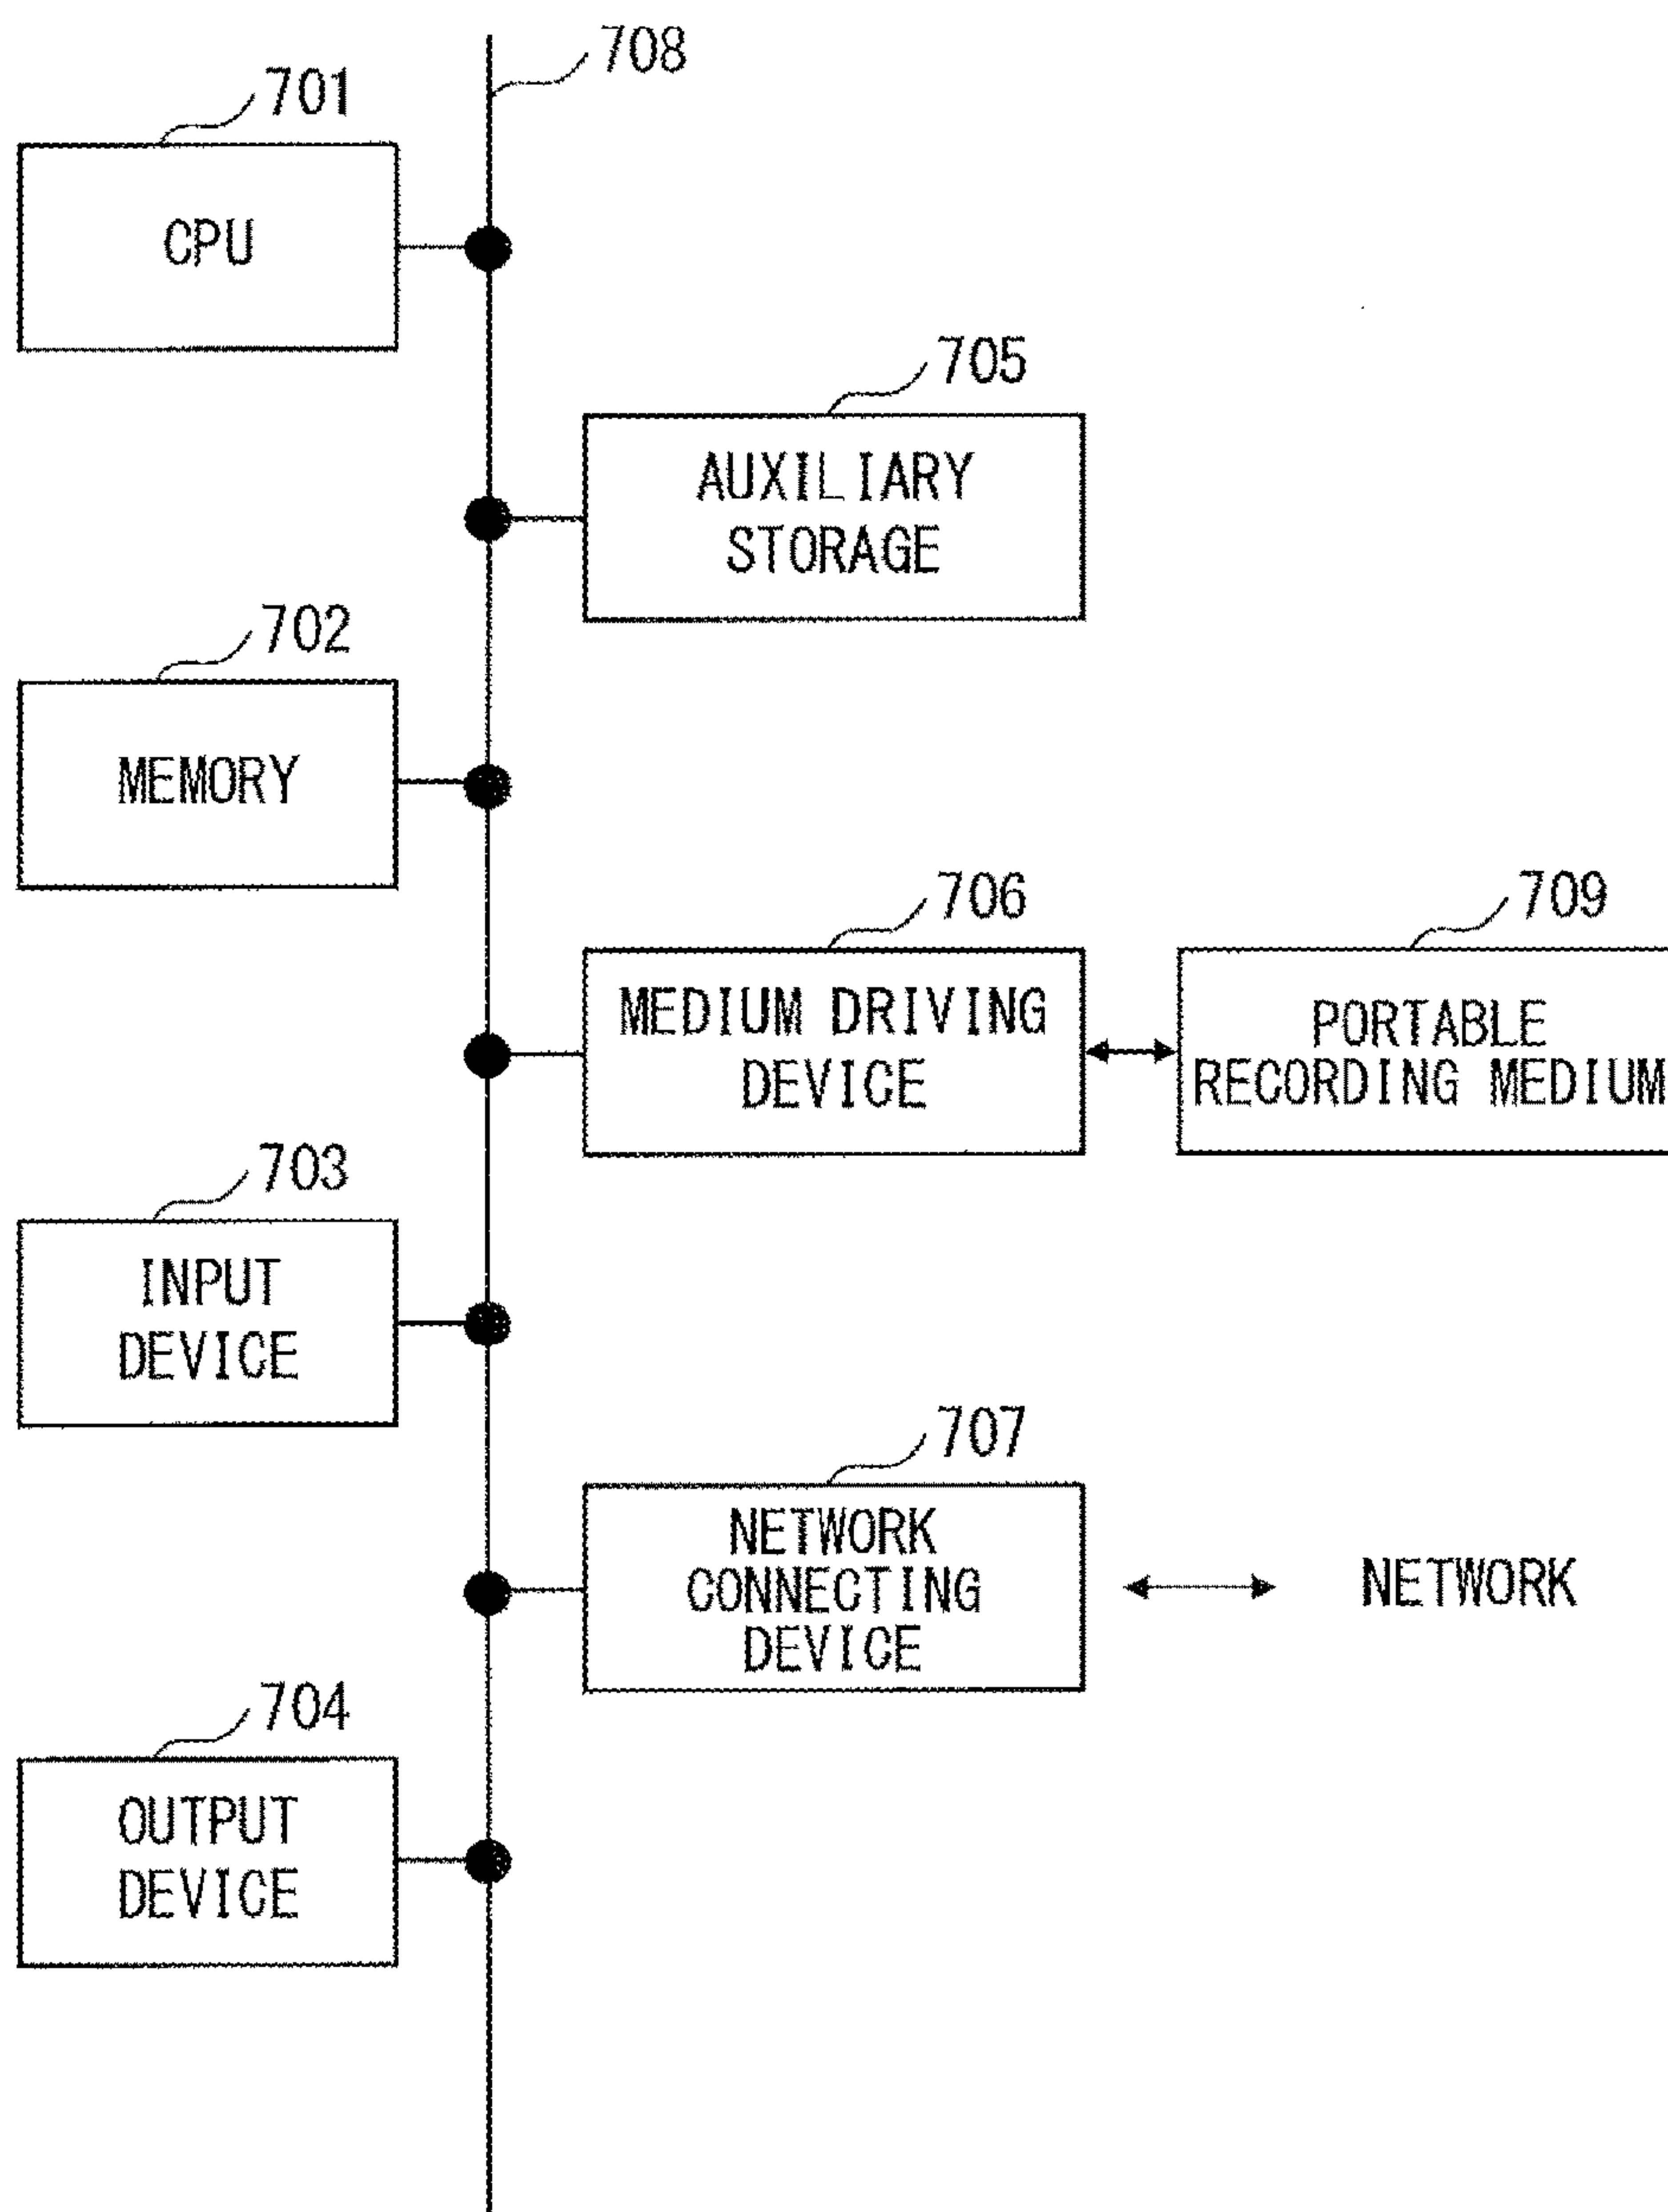 708
701
CPU
705
AUXILIARY
STORAGE
702
MEMORY
706
MEDIUM DRIVING
DEVICE
709
PORTABLE
RECORDING MEDIUM
703
INPUT
DEVICE
707
NETWORK
CONNECTING
DEVICE
NETWORK
704
OUTPUT
DEVICE